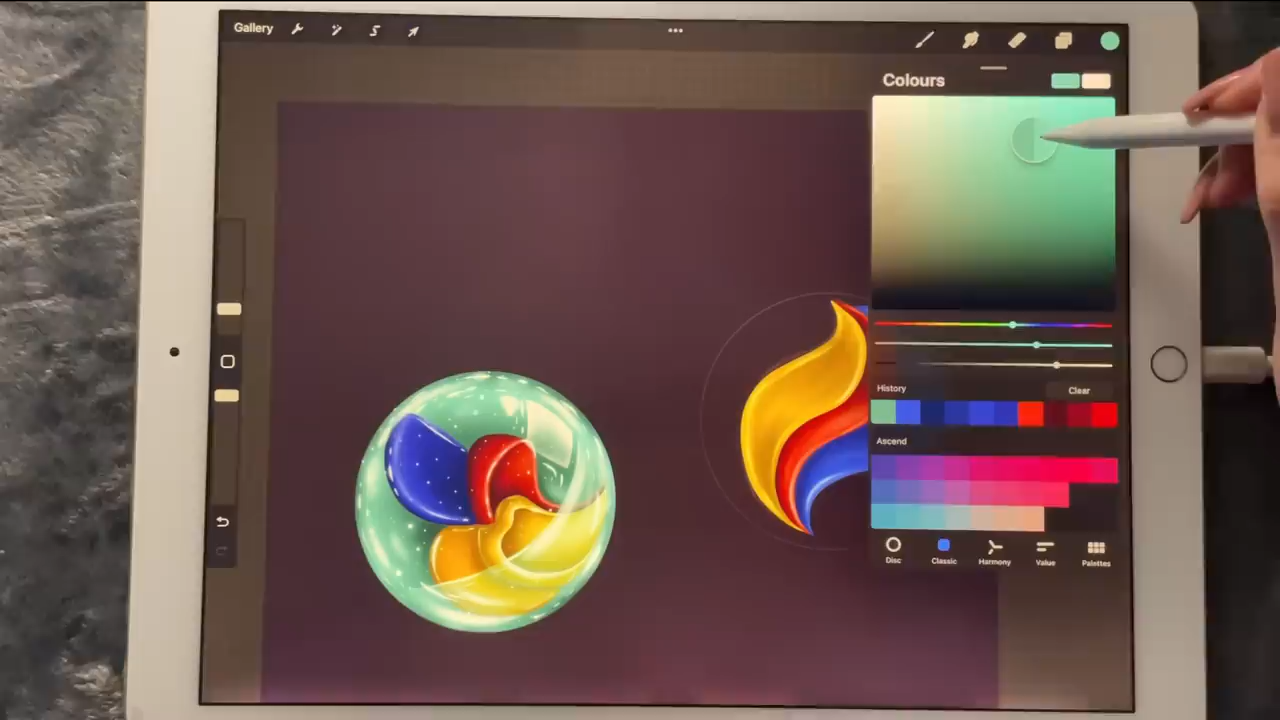 Gallery
Colours
History
Clear
Ascend
Disc
Classic
Harmony
Value
Palettes